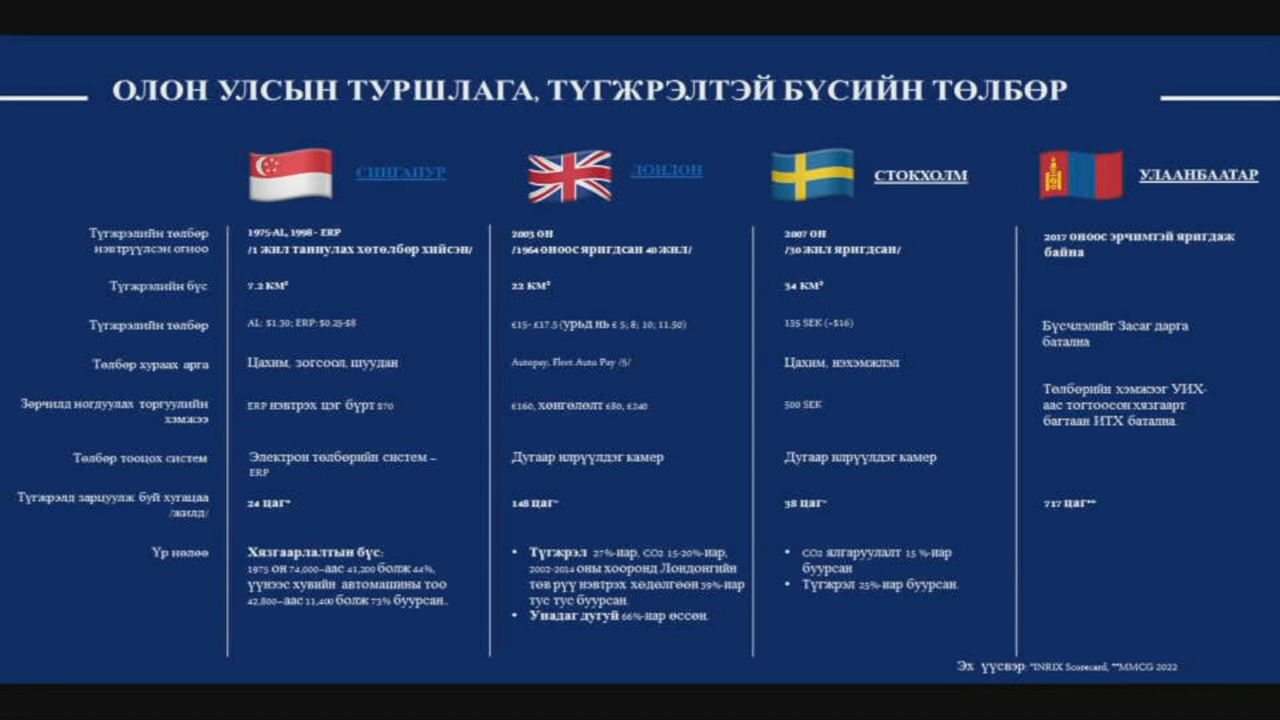 ОЛОН УЛСЫН ТУРШЛАГА, ТҮГЖРЭЛТЭЙ БҮСИЙН ТӨЛБӨР
СИНГАПУР
ЛОНДОН
СТОКХОЛМ
УЛААНБААТАР
Түгжрэлийн төлбөр
нэвтрүүлсэн огноо
1975-AL, 1998 - ERP
/1 жил таниулах хөтөлбөр хийсэн/
2003 он
/1964 оноос яригдсан 40 жил/
2007 он
/30 жил яригдсан/
2017 оноос эрчимтэй яригдаж
байна
Түгжрэлийн бүс
7.2 км²
22 км²
34 км²
Түгжрэлийн төлбөр
AL: $1.30; ERP: $0.25-$8
£15- £17.5 (урьд нь £ 5; 8; 10; 11.50)
135 SEK (~$16)
Бүсчлэлийг Засаг дарга
батална
Төлбөр хураах арга
Цахим, зогсоол, шуудан
Autopay, Fleet Auto Pay /5/
Цахим, нэхэмжлэл
Төлбөрийн хэмжээг УИХ-
аас тогтоосон хязгаарт
багтаан ИТХ батална.
Зөрчилд ногдуулах торгуулийн
хэмжээ
ERP нэвтрэх цэг бүрт $70
£160, хөнгөлөлт £80, £240
500 SEK
Төлбөр тооцох систем
Электрон төлбөрийн систем –
ERP
Дугаар илрүүлдэг камер
Дугаар илрүүлдэг камер
Түгжрэлд зарцуулж буй хугацаа
/жилд/
24 цаг*
148 цаг*
38 цаг*
717 цаг**
Үр нөлөө
Хязгаарлалтын бүс:
1975 он 74,000–аас 41,200 болж 44%,
үүнээс хувийн автомашины тоо
42,800–аас 11,400 болж 73% буурсан..
• Түгжрэл 27%-иар, CO2 15-20%-иар,
2002-2014 оны хооронд Лондонгийн
төв рүү нэвтрэх хөдөлгөөн 39%-иар
тус тус буурсан.
• Унадаг дугуй 66%-иар өссөн.
• CO2 ялгаруулалт 15 %-иар
буурсан
• Түгжрэл 25%-иар буурсан.
Эх үүсвэр: *INRIX Scorecard, **MMCG 2022